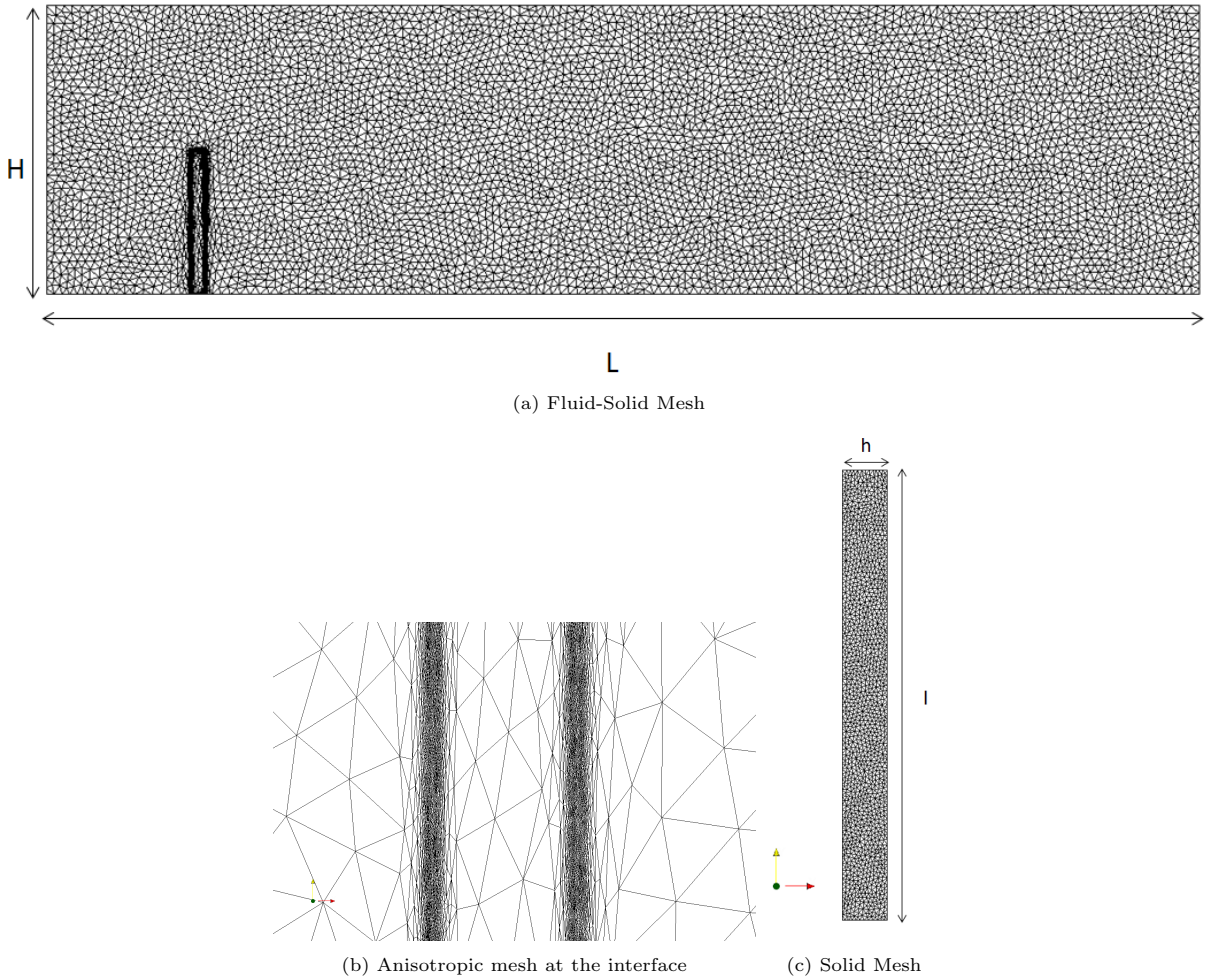 H
L
(a) Fluid-Solid Mesh
h
l
(b) Anisotropic mesh at the interface
(c) Solid Mesh